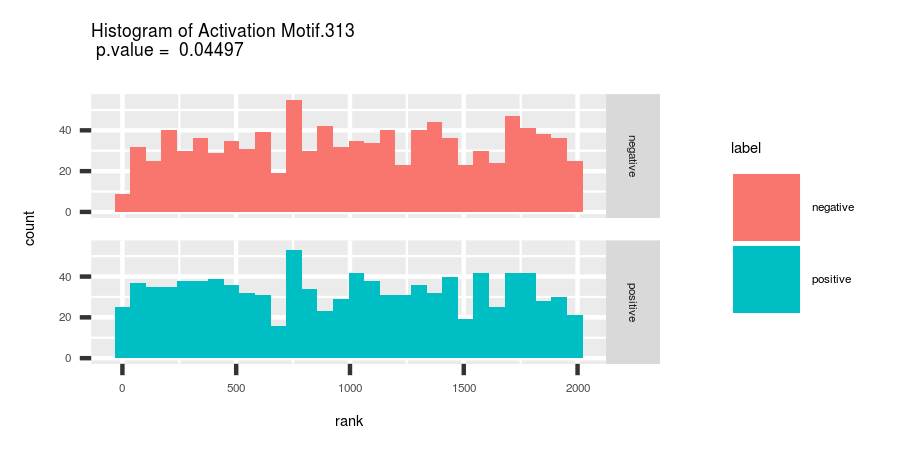 Histogram of Activation Motif.313
p.value = 0.04497
count
40
20
0
negative
40
20
0
positive
0 500 1000 1500 2000
rank
label
negative
positive